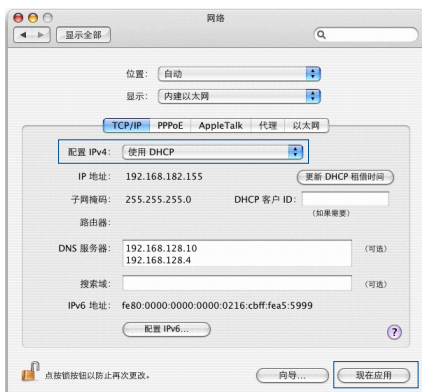 网络
显示全部
位置: 自动
显示: 内建以太网
TCP/IP PPPoE AppleTalk 代理 以太网
配置 IPv4: 使用 DHCP
IP 地址: 192.168.182.155 更新 DHCP 租借时间
子网掩码: 255.255.255.0 DHCP 客户 ID:
(如果需要)
路由器:
DNS 服务器: 192.168.128.10 (可选)
192.168.128.4
搜索域: (可选)
IPv6 地址: fe80:0000:0000:0000:0216:cbff:fea5:5999
配置 IPv6... ?
点按锁按钮以防止再次更改。 向导... 现在应用